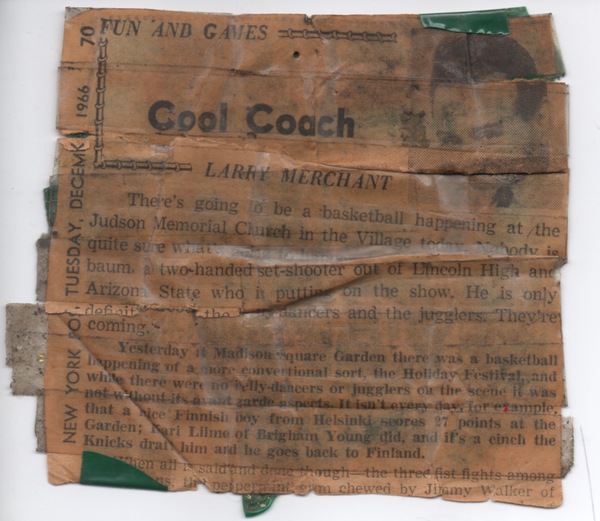 FUN AND GAMES
70
NEW YORK POST, TUESDAY, DECEMB 1966
Cool Coach
LARRY MERCHANT
There's going to be a basketball happening at the
Judson Memorial Church in the Village today. Nobody is
quite sure what's
baum, a two-handed set-shooter out of Lincoln High and
Arizona State who is putting on the show. He is only
definite the dancers and the jugglers. They're
coming.
Yesterday it Madison Square Garden there was a basketball
happening of a more conventional sort, the Holiday Festival, and
while there were no belly-dancers or jugglers on the scene it was
not without its avant garde aspects. It isn't every day, for example,
that a nice Finnish boy from Helsinki scores 27 points at the
Garden; Kari Liimo of Brigham Young did, and it's a cinch the
Knicks draft him and he goes back to Finland.
When all is said and done though—the three fist fights among
the peppermint gum chewed by Jimmy Walker of